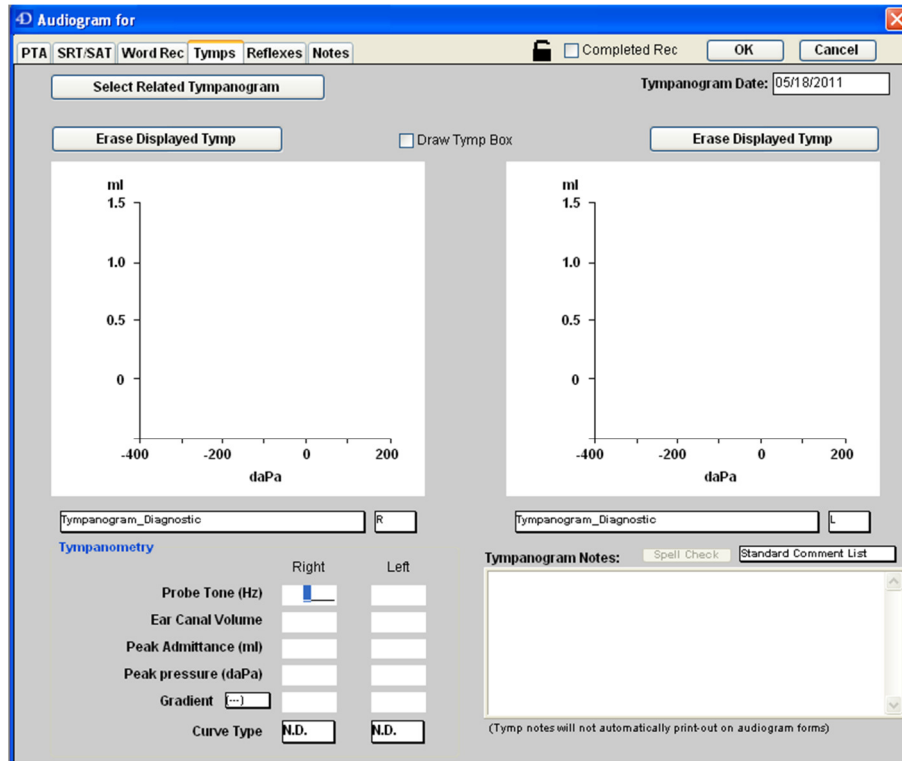 4D Audiogram for
PTA SRT/SAT Word Rec Tymps Reflexes Notes Completed Rec OK Cancel
Select Related Tympanogram Tympanogram Date: 05/18/2011
Erase Displayed Tymp Draw Tymp Box Erase Displayed Tymp
ml ml
1.5 1.5
1.0 1.0
0.5 0.5
0 0
-400 -200 0 200 -400 -200 0 200
daPa daPa
Tympanogram_Diagnostic R Tympanogram_Diagnostic L
Tympanometry
Tympanogram Notes: Spell Check Standard Comment List
Right Left
Probe Tone (Hz)
Ear Canal Volume
Peak Admittance (ml)
Peak pressure (daPa)
Gradient (---)
Curve Type N.D. N.D.
(Tymp notes will not automatically print-out on audiogram forms)